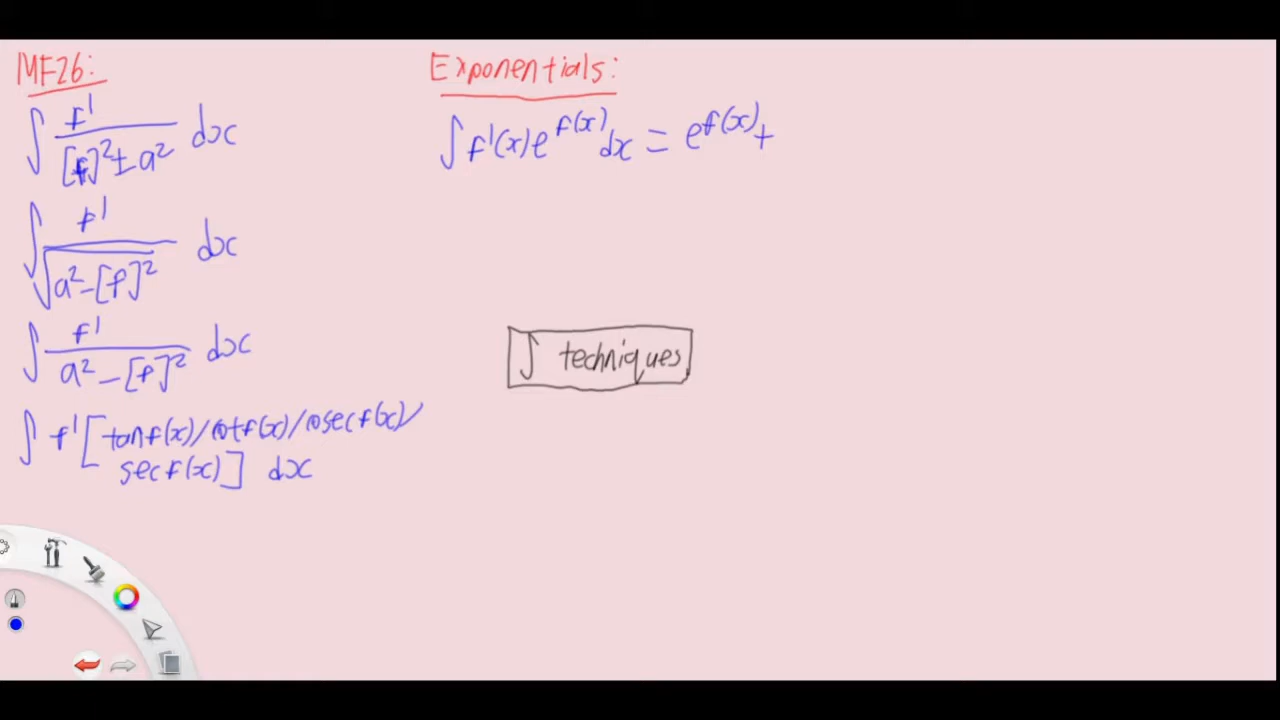 MF26:
∫ f' / ([f]² ± a²) dx
∫ f' / √(a² - [f]²) dx
∫ f' / (a² - [f]²) dx
∫ f' [tan f(x) / cot f(x) / cosec f(x) /
sec f(x)] dx
Exponentials:
∫ f'(x) e^f(x) dx = e^f(x) +
∫ techniques